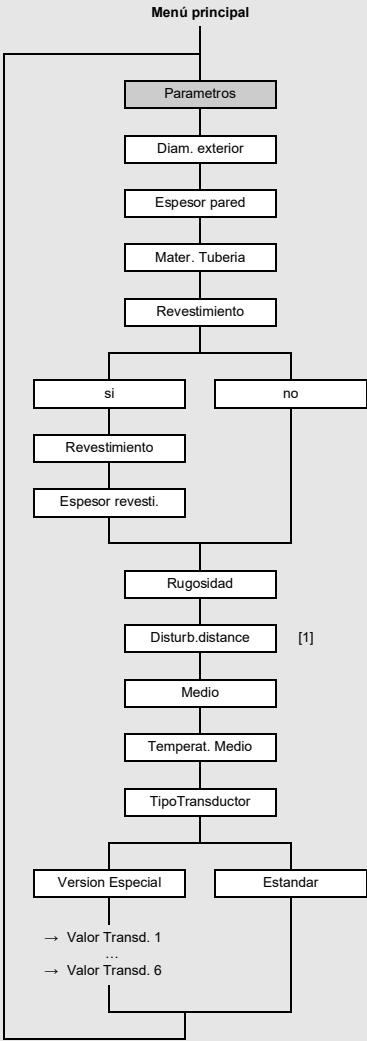 Menú principal
Parametros
Diam. exterior
Espesor pared
Mater. Tuberia
Revestimiento
si
no
Revestimiento
Espesor revesti.
Rugosidad
Disturb.distance [1]
Medio
Temperat. Medio
TipoTransductor
Version Especial
Estandar
→ Valor Transd. 1
...
→ Valor Transd. 6